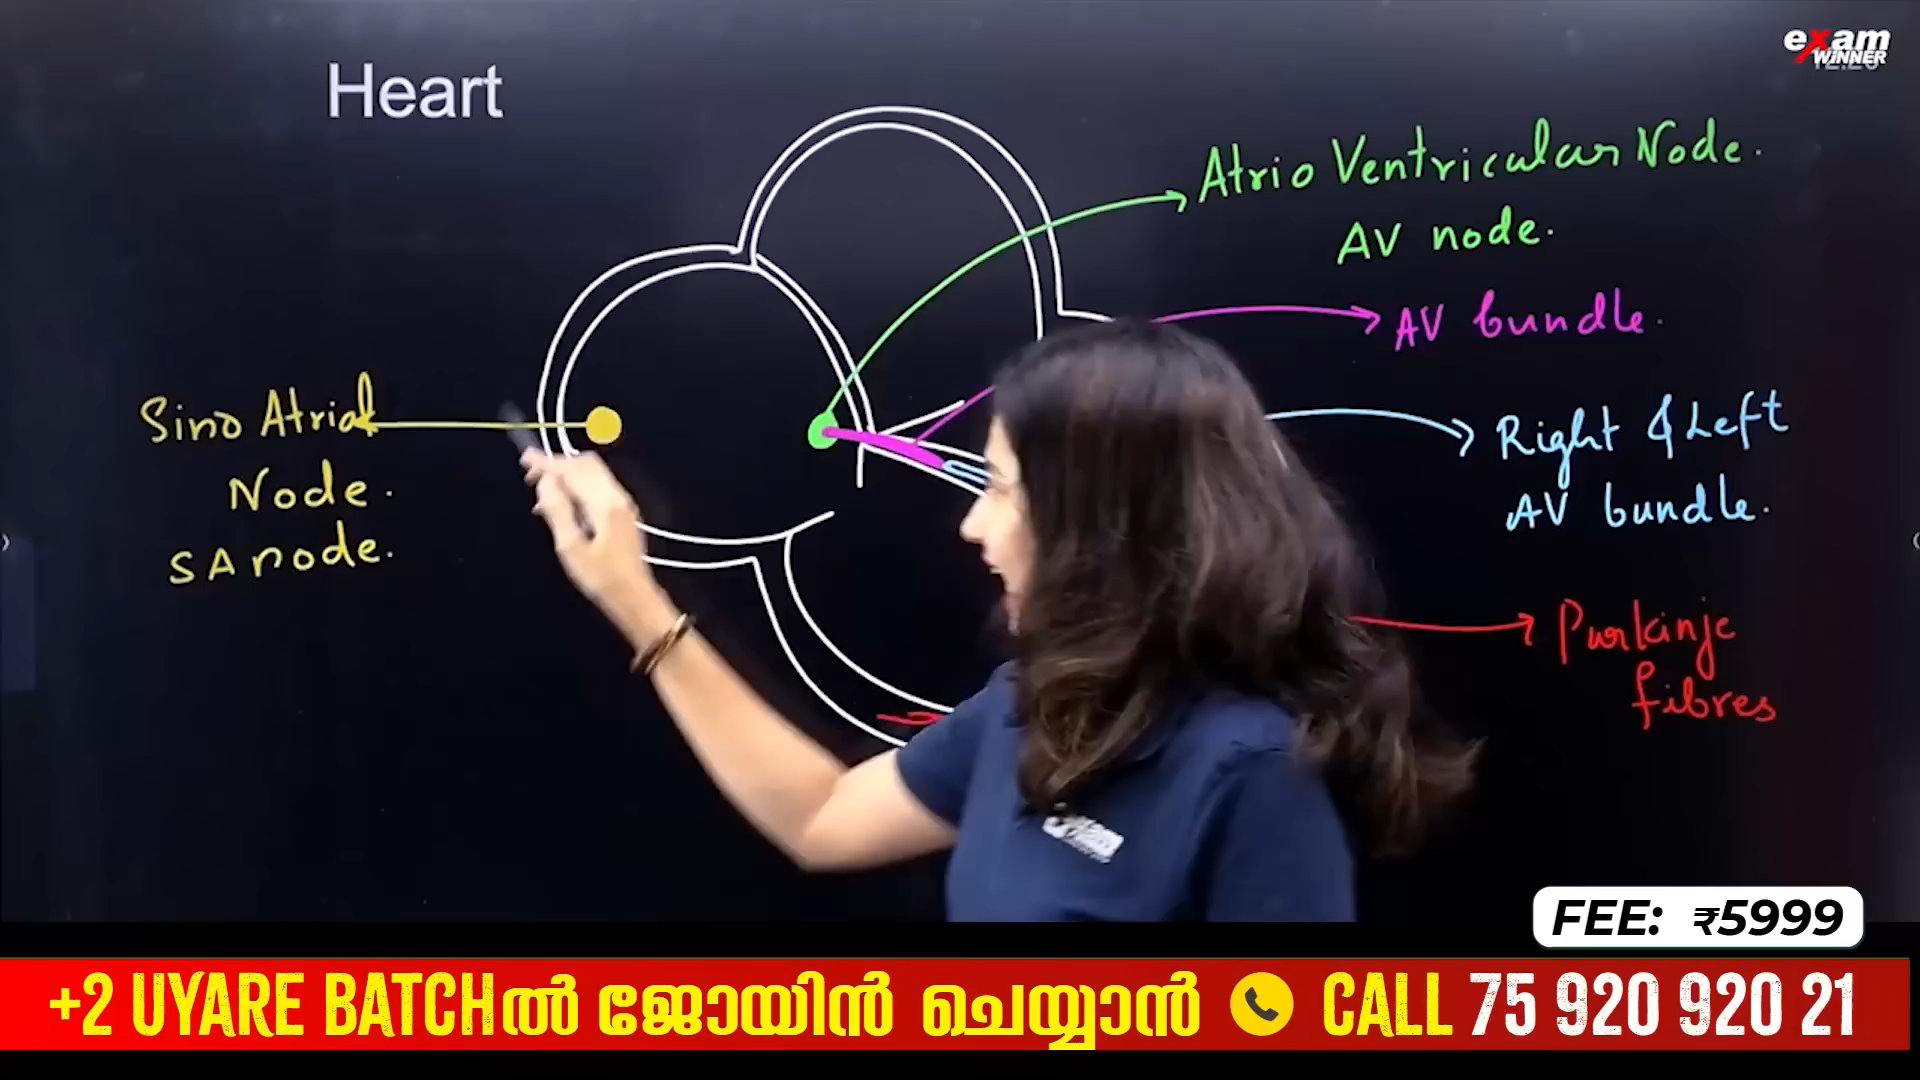 Heart
exam
WINNER
Atrio Ventricular Node.
AV node.
AV bundle.
Sino Atrial
Node.
SA node.
Right & Left
AV bundle.
Purkinje
fibres
FEE: ₹5999
+2 UYARE BATCHൽ ജോയിൻ ചെയ്യാൻ CALL 75 920 920 21